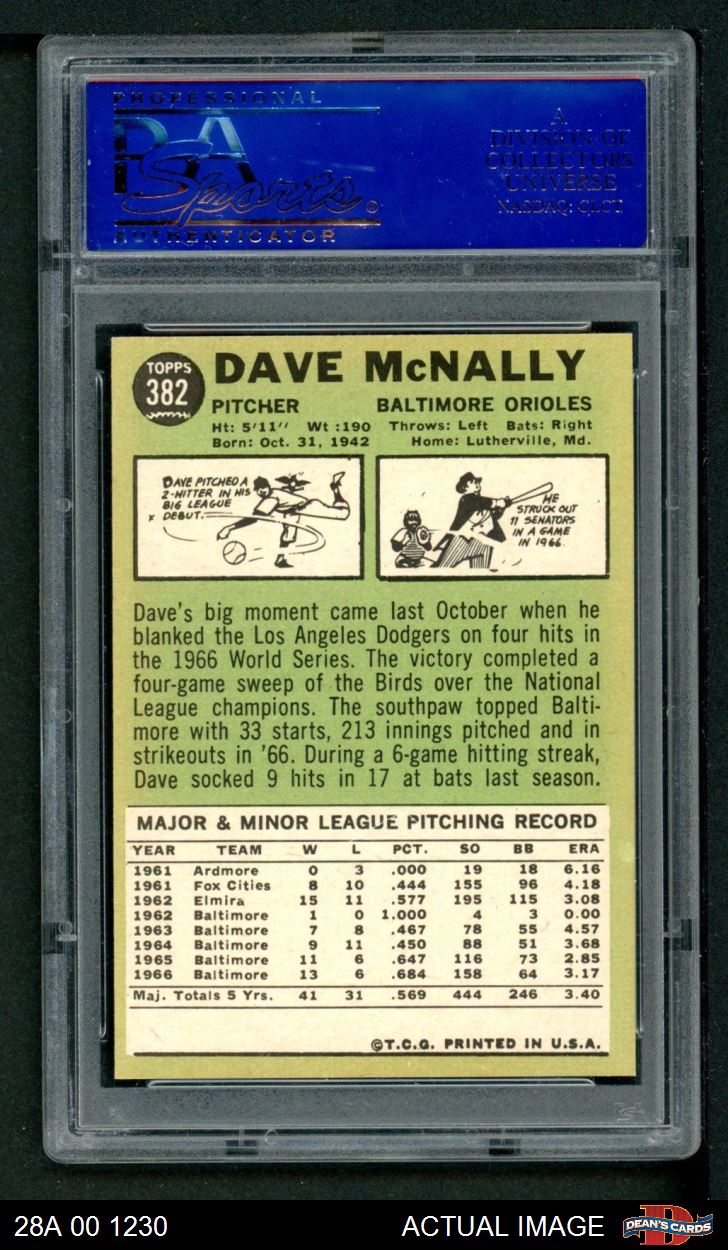 PROFESSIONAL
PSA
Sports®
AUTHENTICATOR
A
DIVISION OF
COLLECTORS
UNIVERSE
NASDAQ: CLCT
TOPPS
382
DAVE McNALLY
PITCHER BALTIMORE ORIOLES
Ht: 5'11'' Wt :190 Throws: Left Bats: Right
Born: Oct. 31, 1942 Home: Lutherville, Md.
DAVE PITCHED A
2-HITTER IN HIS
BIG LEAGUE
DEBUT.
HE
STRUCK OUT
11 SENATORS
IN A GAME
IN 1966.
Dave's big moment came last October when he
blanked the Los Angeles Dodgers on four hits in
the 1966 World Series. The victory completed a
four-game sweep of the Birds over the National
League champions. The southpaw topped Balti-
more with 33 starts, 213 innings pitched and in
strikeouts in '66. During a 6-game hitting streak,
Dave socked 9 hits in 17 at bats last season.
MAJOR & MINOR LEAGUE PITCHING RECORD
YEAR TEAM W L PCT. SO BB ERA
1961 Ardmore 0 3 .000 19 18 6.16
1961 Fox Cities 8 10 .444 155 96 4.18
1962 Elmira 15 11 .577 195 115 3.08
1962 Baltimore 1 0 1.000 4 3 0.00
1963 Baltimore 7 8 .467 78 55 4.57
1964 Baltimore 9 11 .450 88 51 3.68
1965 Baltimore 11 6 .647 116 73 2.85
1966 Baltimore 13 6 .684 158 64 3.17
Maj. Totals 5 Yrs. 41 31 .569 444 246 3.40
©T.C.G. PRINTED IN U.S.A.
28A 00 1230 ACTUAL IMAGE
D
DEAN'S CARDS